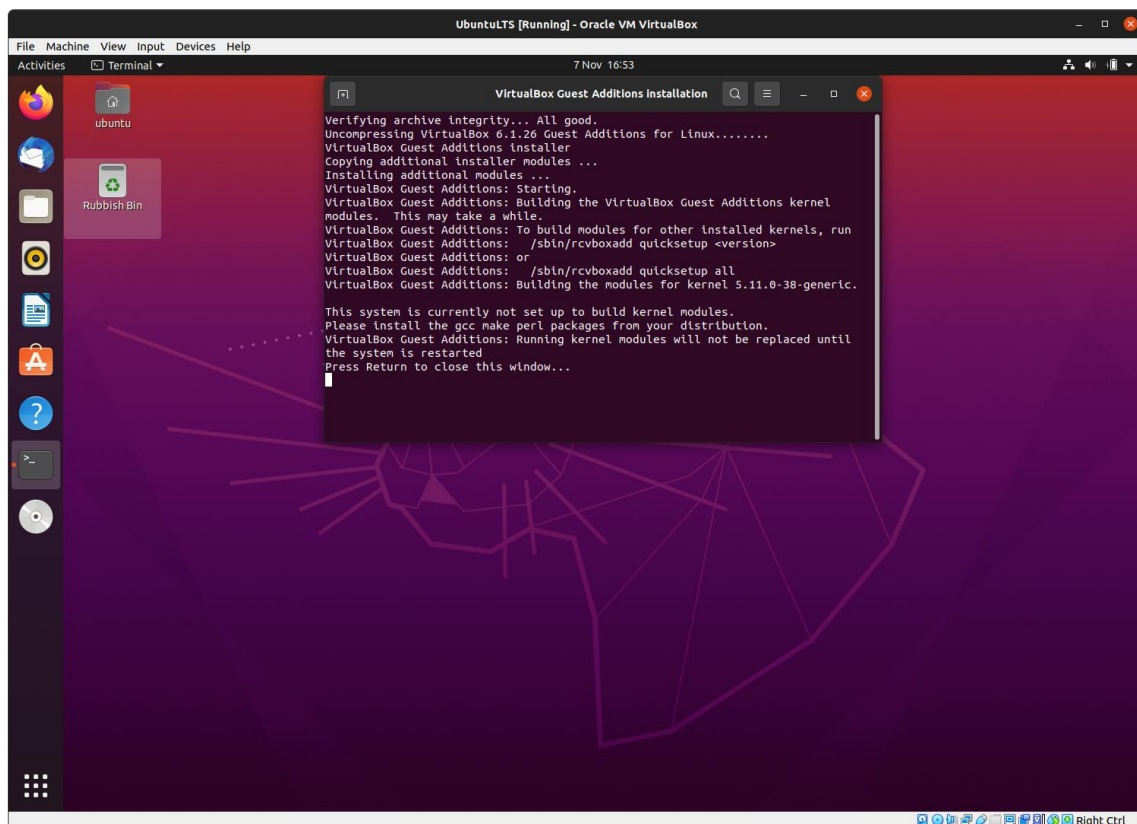 UbuntuLTS [Running] - Oracle VM VirtualBox
File Machine View Input Devices Help
Activities Terminal 7 Nov 16:53
ubuntu
Rubbish Bin
VirtualBox Guest Additions installation
Verifying archive integrity... All good.
Uncompressing VirtualBox 6.1.26 Guest Additions for Linux........
VirtualBox Guest Additions installer
Copying additional installer modules ...
Installing additional modules ...
VirtualBox Guest Additions: Starting.
VirtualBox Guest Additions: Building the VirtualBox Guest Additions kernel
modules.  This may take a while.
VirtualBox Guest Additions: To build modules for other installed kernels, run
VirtualBox Guest Additions:   /sbin/rcvboxadd quicksetup <version>
VirtualBox Guest Additions: or
VirtualBox Guest Additions:   /sbin/rcvboxadd quicksetup all
VirtualBox Guest Additions: Building the modules for kernel 5.11.0-38-generic.
This system is currently not set up to build kernel modules.
Please install the gcc make perl packages from your distribution.
VirtualBox Guest Additions: Running kernel modules will not be replaced until
the system is restarted
Press Return to close this window...
Right Ctrl